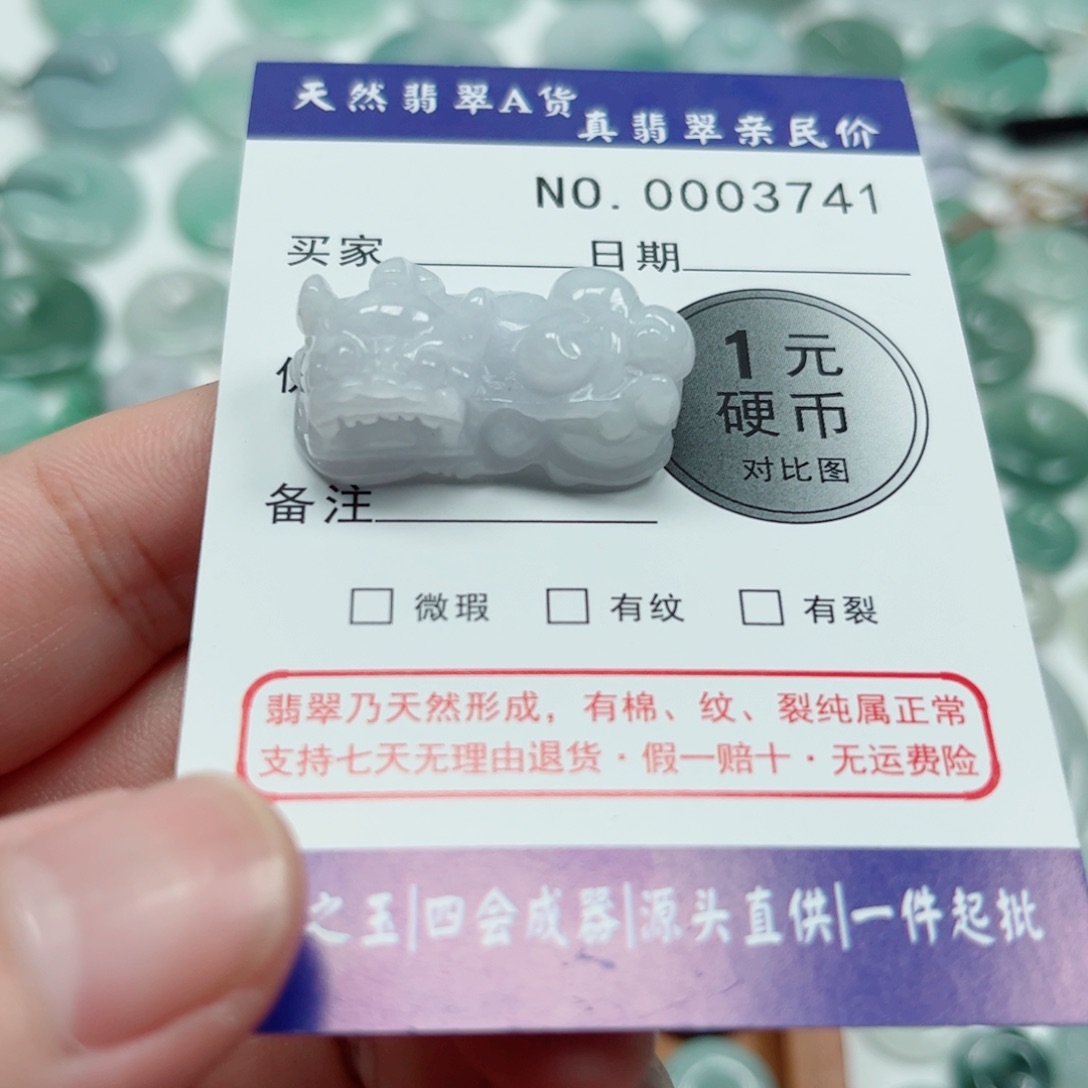 天然翡翠A货
真翡翠亲民价
NO. 0003741
买家 日期
1元
硬币
对比图
备注
微瑕 有纹 有裂
翡翠乃天然形成，有棉、纹、裂纯属正常
支持七天无理由退货·假一赔十·无运费险
之玉|四会成器|源头直供|一件起批